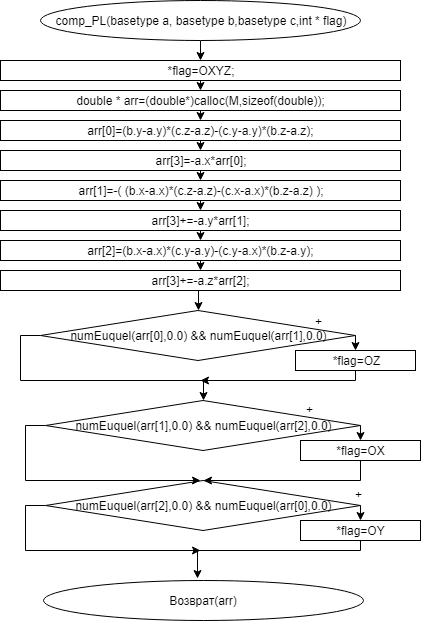 comp_PL(basetype a, basetype b,basetype c,int * flag)
*flag=OXYZ;
double * arr=(double*)calloc(M,sizeof(double));
arr[0]=(b.y-a.y)*(c.z-a.z)-(c.y-a.y)*(b.z-a.z);
arr[3]=-a.x*arr[0];
arr[1]=-( (b.x-a.x)*(c.z-a.z)-(c.x-a.x)*(b.z-a.z) );
arr[3]+=-a.y*arr[1];
arr[2]=(b.x-a.x)*(c.y-a.y)-(c.y-a.x)*(b.z-a.y);
arr[3]+=-a.z*arr[2];
+
numEuquel(arr[0],0.0) && numEuquel(arr[1],0.0)
*flag=OZ
+
numEuquel(arr[1],0.0) && numEuquel(arr[2],0.0)
*flag=OX
+
numEuquel(arr[2],0.0) && numEuquel(arr[0],0.0)
*flag=OY
Возврат(arr)